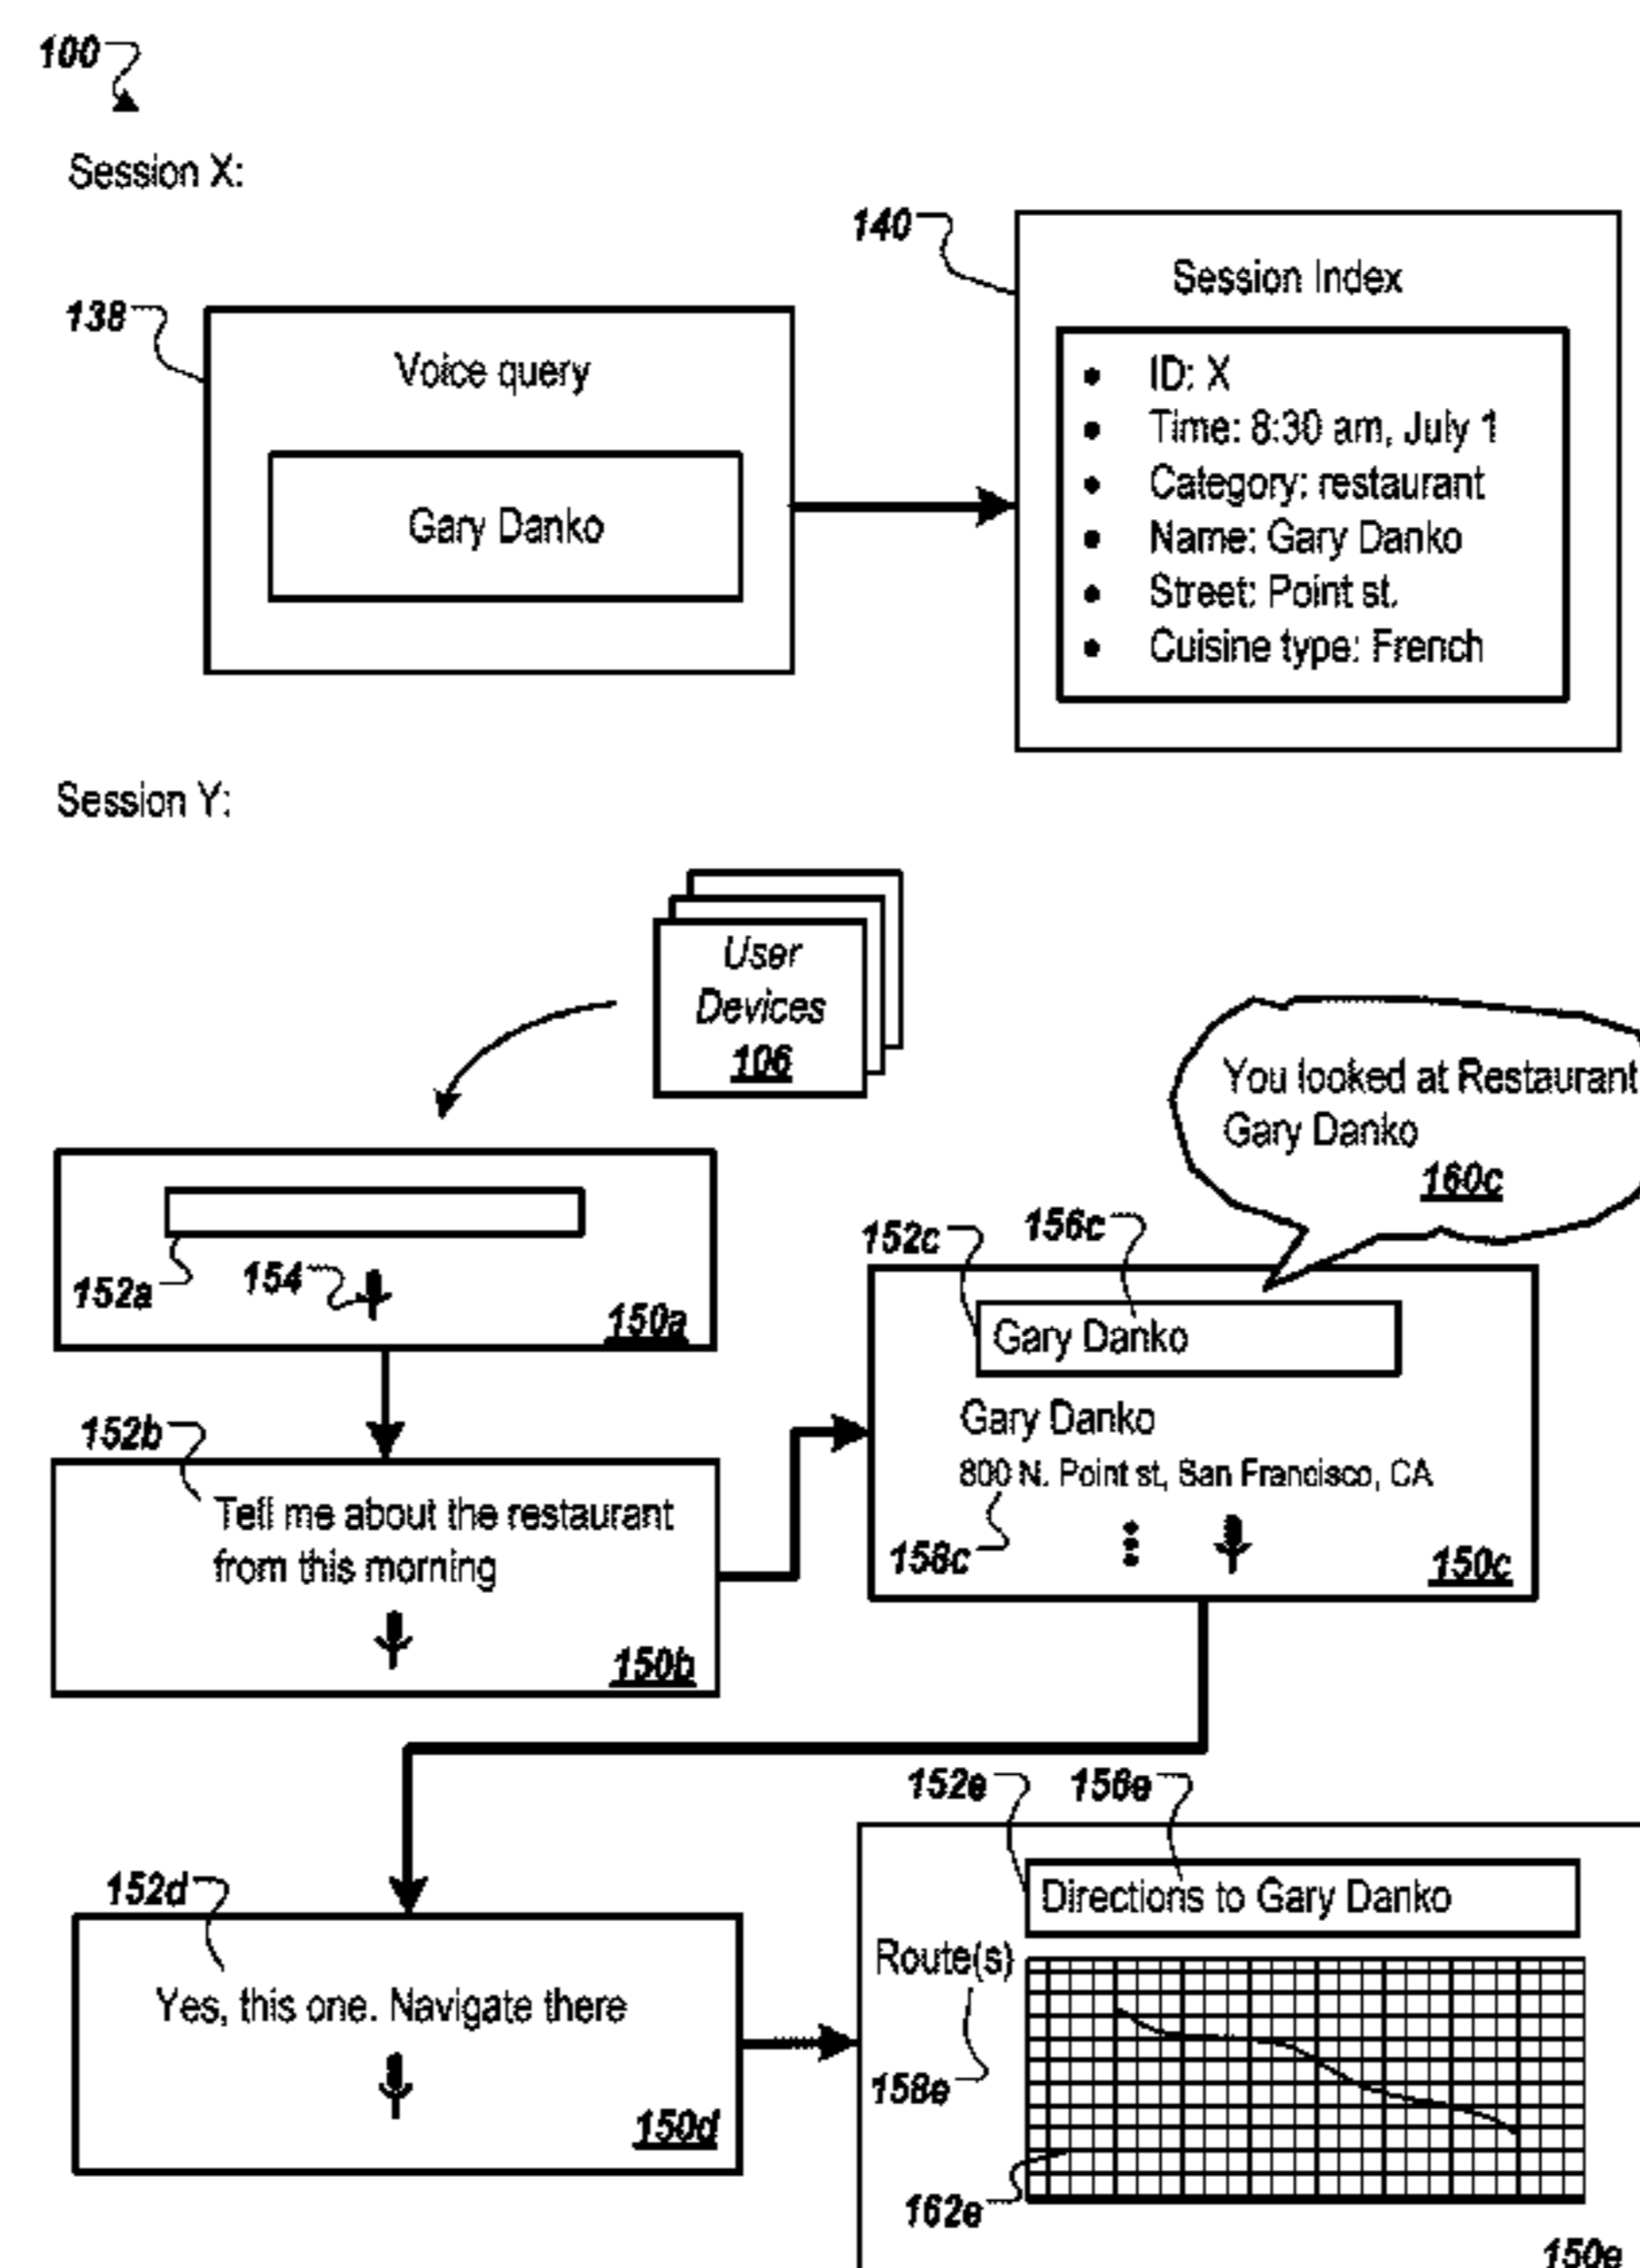 100
Session X:
140
Session Index
138
Voice query
Gary Danko
• ID: X
• Time: 8:30 am, July 1
• Category: restaurant
• Name: Gary Danko
• Street: Point st.
• Cuisine type: French
Session Y:
User
Devices
106
You looked at Restaurant
Gary Danko
160c
152a
154
150a
152c
156c
Gary Danko
Gary Danko
800 N. Point st, San Francisco, CA
158c
150c
152b
Tell me about the restaurant
from this morning
150b
152d
Yes, this one. Navigate there
150d
152e
156e
Directions to Gary Danko
Route(s)
158e
162e
150e